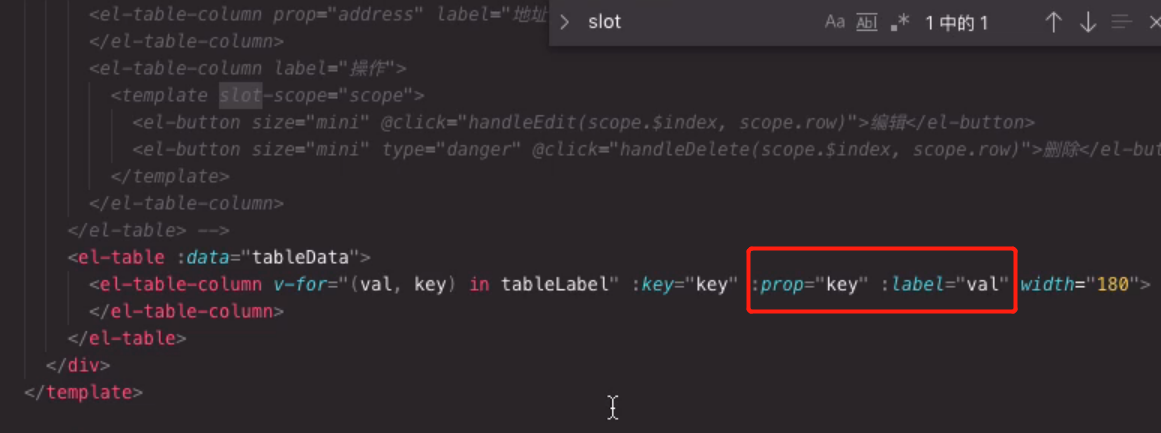 <el-table-column prop="address" label="地址
slot
Aa Abl .* 1 中的 1
</el-table-column>
<el-table-column label="操作">
<template slot-scope="scope">
<el-button size="mini" @click="handleEdit(scope.$index, scope.row)">编辑</el-button>
<el-button size="mini" type="danger" @click="handleDelete(scope.$index, scope.row)">删除</el-but
</template>
</el-table-column>
</el-table> -->
<el-table :data="tableData">
<el-table-column v-for="(val, key) in tableLabel" :key="key" :prop="key" :label="val" width="180">
</el-table-column>
</el-table>
</div>
</template>